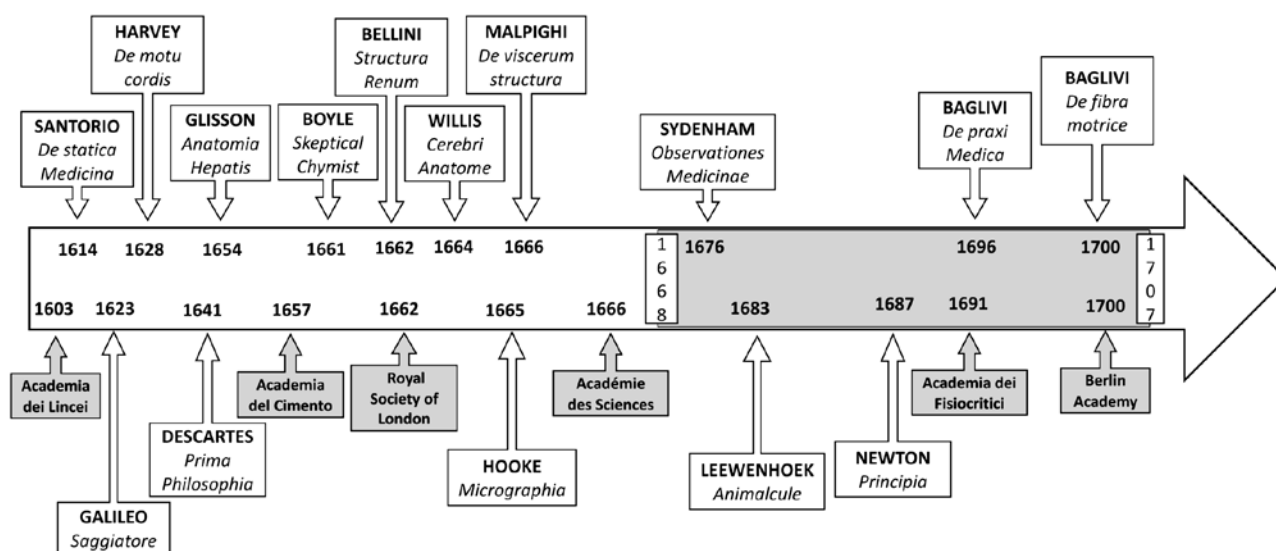 HARVEY
De motu
cordis
BELLINI
Structura
Renum
MALPIGHI
De viscerum
structura
SANTORIO
De statica
Medicina
GLISSON
Anatomia
Hepatis
BOYLE
Skeptical
Chymist
WILLIS
Cerebri
Anatome
SYDENHAM
Observationes
Medicinae
BAGLIVI
De praxi
Medica
BAGLIVI
De fibra
motrice
1614 1628 1654 1661 1662 1664 1666 1676 1696 1700
1668
1707
1603 1623 1641 1657 1662 1665 1666 1683 1687 1691 1700
Academia
dei Lincei
Academia
del Cimento
Royal
Society of
London
Académie
des Sciences
Academia dei
Fisiocritici
Berlin
Academy
DESCARTES
Prima
Philosophia
HOOKE
Micrographia
LEEWENHOEK
Animalcule
NEWTON
Principia
GALILEO
Saggiatore